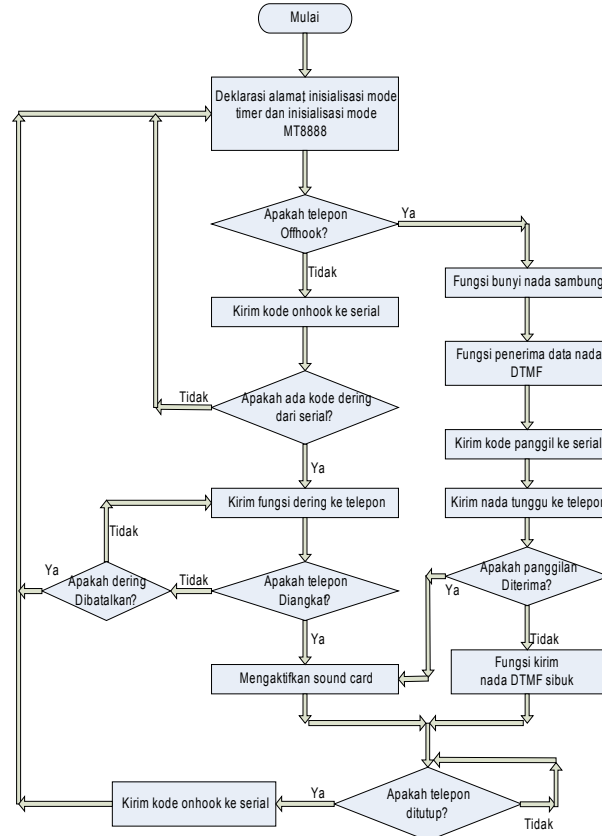 Mulai
Deklarasi alamat, inisialisasi mode
timer dan inisialisasi mode
MT8888
Apakah telepon
Offhook?
Ya
Tidak
Fungsi bunyi nada sambung
Kirim kode onhook ke serial
Fungsi penerima data nada
DTMF
Apakah ada kode dering
dari serial?
Tidak
Ya
Kirim kode panggil ke serial
Kirim fungsi dering ke telepon
Kirim nada tunggu ke telepon
Tidak
Apakah dering
Dibatalkan?
Ya
Tidak
Apakah telepon
Diangkat?
Ya
Apakah panggilan
Diterima?
Ya
Tidak
Mengaktifkan sound card
Fungsi kirim
nada DTMF sibuk
Kirim kode onhook ke serial
Ya
Apakah telepon
ditutup?
Tidak